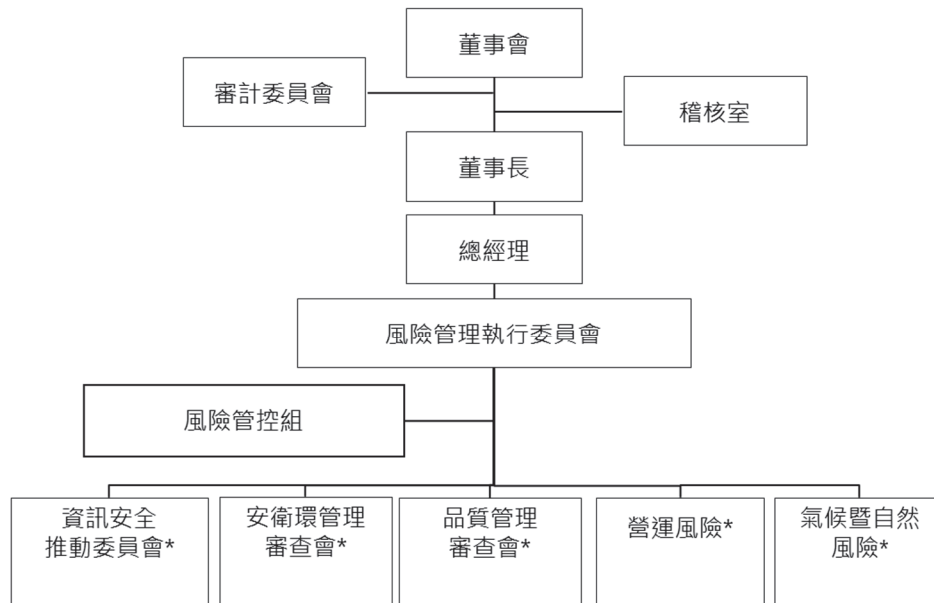 董事會
審計委員會
稽核室
董事長
總經理
風險管理執行委員會
風險管控組
資訊安全
推動委員會*
安衛環管理
審查會*
品質管理
審查會*
營運風險*
氣候暨自然
風險*